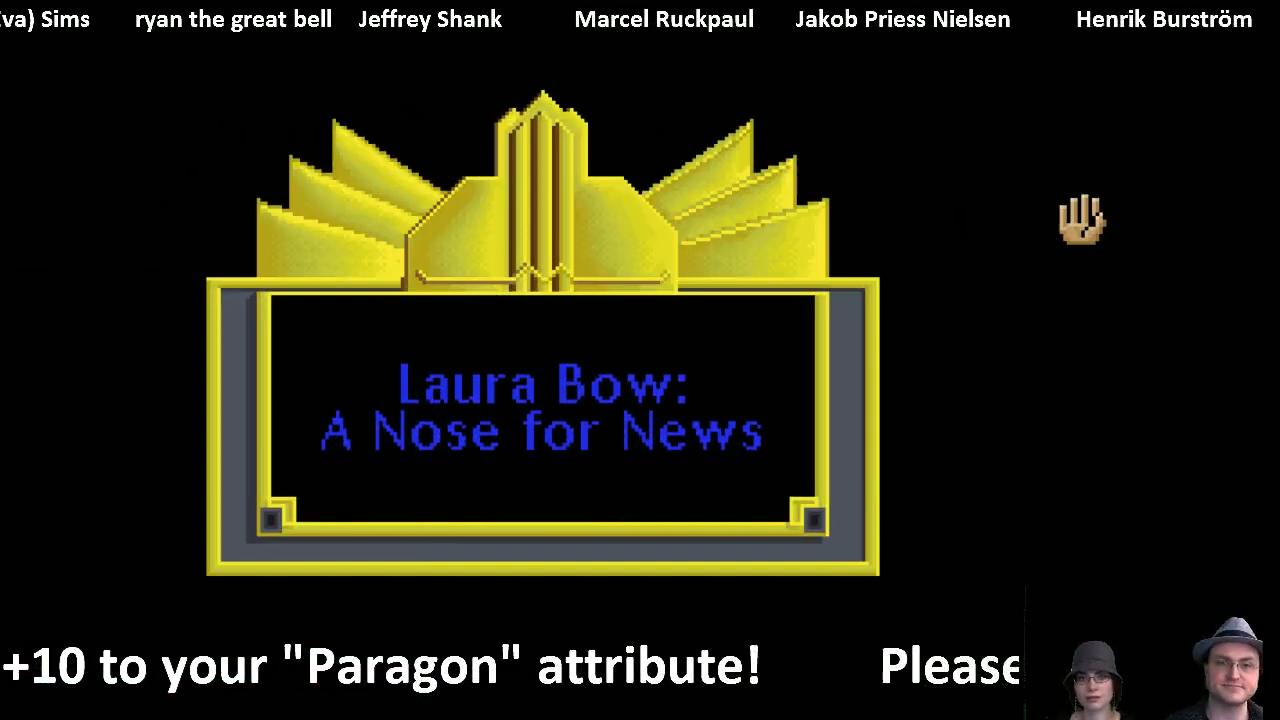 va) Sims ryan the great bell Jeffrey Shank Marcel Ruckpaul Jakob Priess Nielsen Henrik Burström
Laura Bow:
A Nose for News
+10 to your "Paragon" attribute! Please